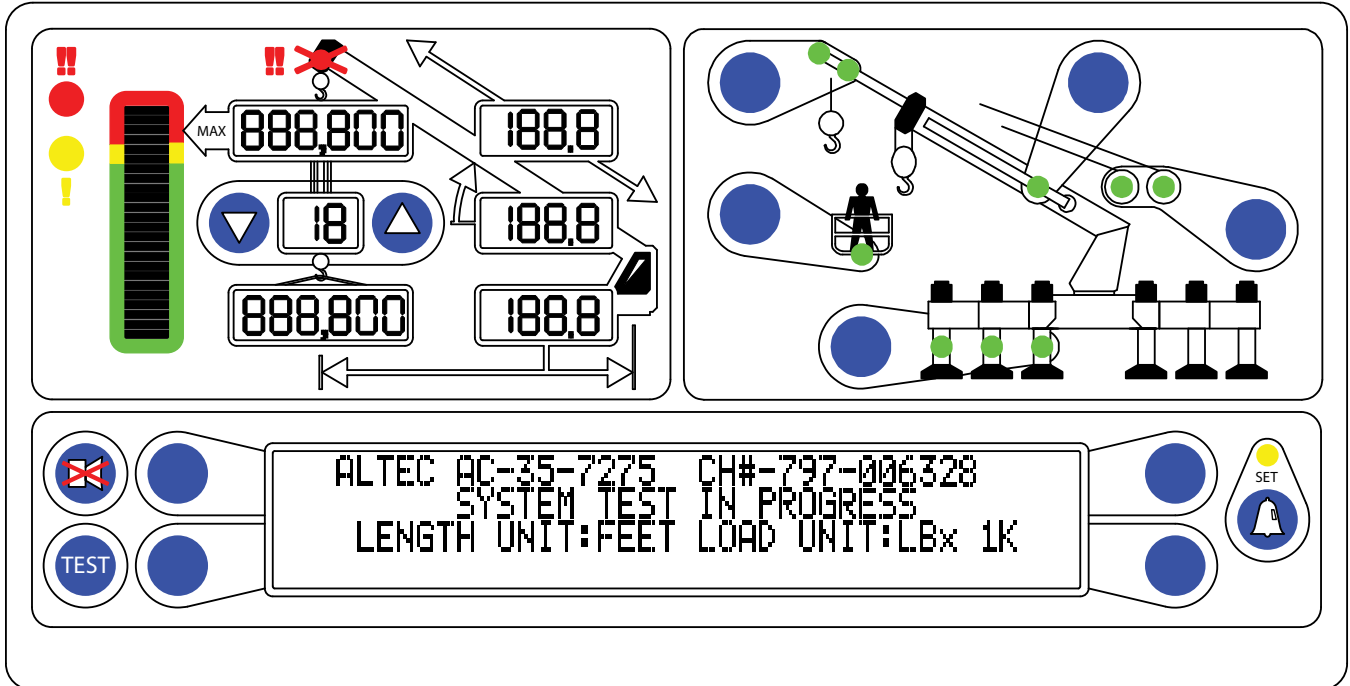 !!
!!
MAX
888,800
188.8
!
18
188.8
888,800
188.8
ALTEC AC-35-7275 CH#-797-006328
SYSTEM TEST IN PROGRESS
LENGTH UNIT:FEET LOAD UNIT:LBx 1K
TEST
SET